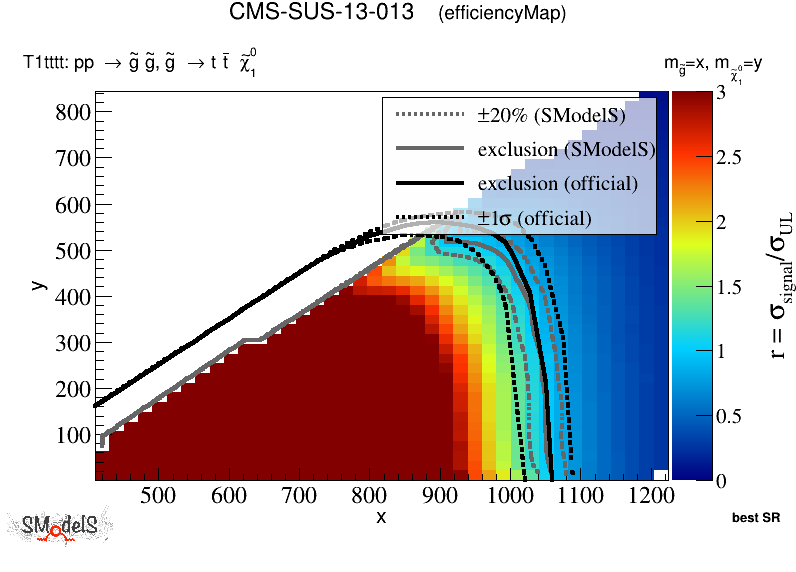 CMS-SUS-13-013 (efficiencyMap)
T1tttt: pp → g̃ g̃, g̃ → t t̄ χ̃₁⁰
m_g̃=x, m_χ̃₁⁰=y
±20% (SModelS)
exclusion (SModelS)
exclusion (official)
±1σ (official)
800
700
600
500
400
300
200
100
y
500 600 700 800 900 1000 1100 1200
x
3
2.5
2
1.5
1
0.5
0
r = σ_signal/σ_UL
SModelS
best SR